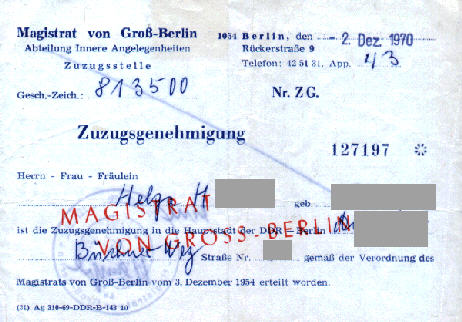 Magistrat von Groß-Berlin
Abteilung Innere Angelegenheiten
Zuzugsstelle
Gesch.-Zeich.: 813500
1054 Berlin, den - 2. Dez. 1970
Rückerstraße 9
Telefon: 42 51 31, App. 43
Nr. ZG.
Zuzugsgenehmigung
127197 *
Herrn - Frau - Fräulein
Helga H geb.
MAGISTRAT
ist die Zuzugsgenehmigung in die Hauptstadt der DDR - Berlin
VON GROSS-BERLIN
Straße Nr. gemäß der Verordnung des
Magistrats von Groß-Berlin vom 3. Dezember 1954 erteilt worden.
(31) Ag 310-69-DDR-B-143 10